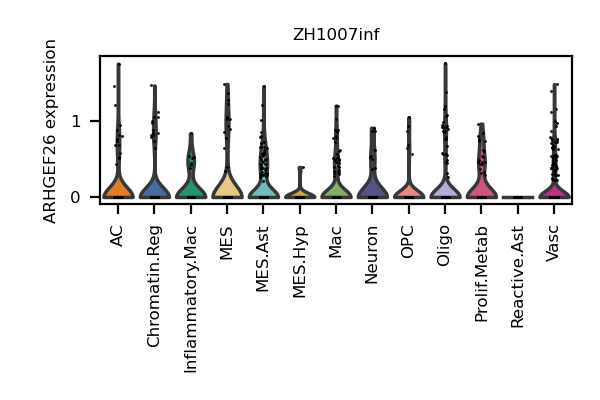 ZH1007inf
ARHGEF26 expression
1
0
AC
Chromatin.Reg
Inflammatory.Mac
MES
MES.Ast
MES.Hyp
Mac
Neuron
OPC
Oligo
Prolif.Metab
Reactive.Ast
Vasc